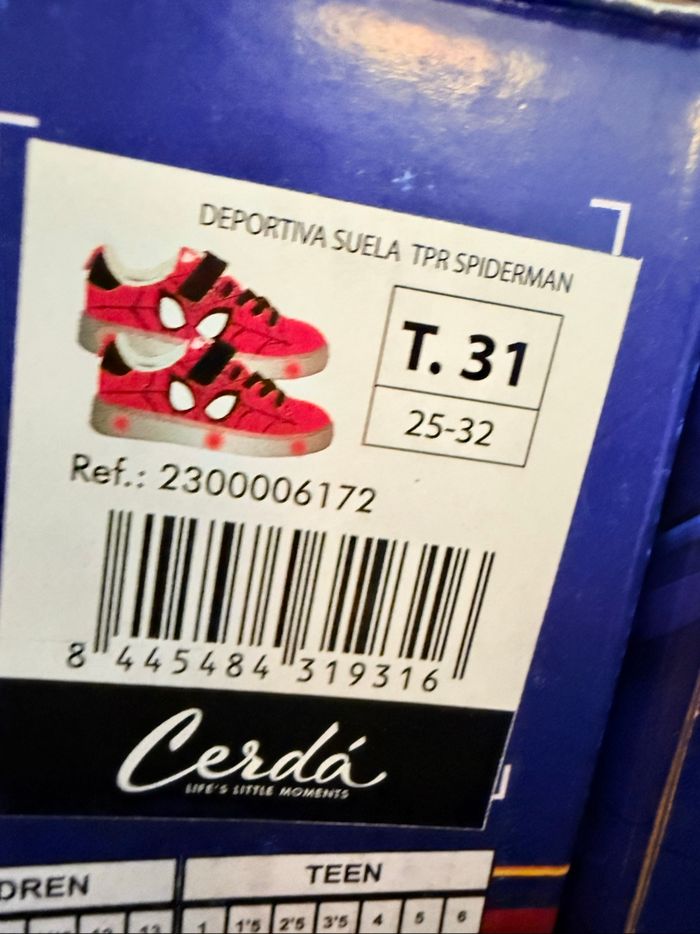 DEPORTIVA SUELA TPR SPIDERMAN
T. 31
25-32
Ref.: 2300006172
8 445484 319316
Cerdá
LIFE'S LITTLE MOMENTS
DREN TEEN
13 1 1'5 2'5 3'5 4 5 6